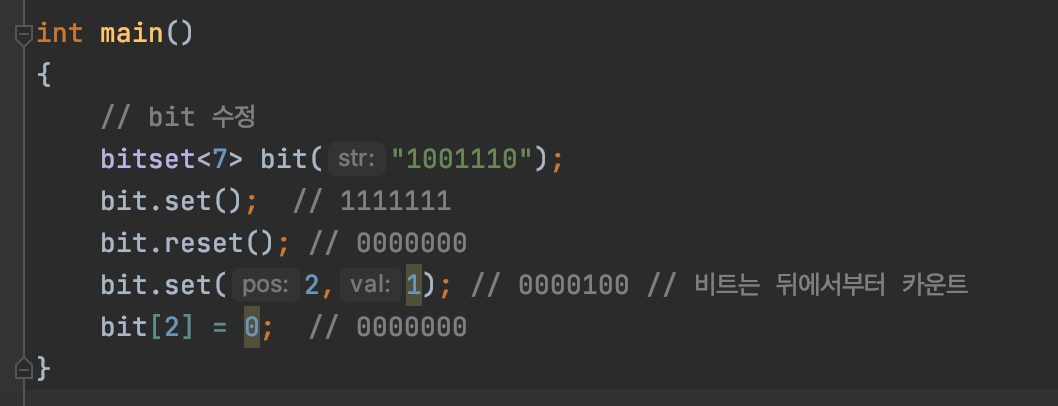 int main()
{
// bit 수정
bitset<7> bit( str: "1001110");
bit.set();  // 1111111
bit.reset(); // 0000000
bit.set( pos: 2, val: 1); // 0000100 // 비트는 뒤에서부터 카운트
bit[2] = 0;  // 0000000
}